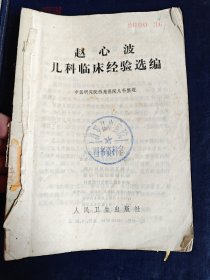 赵心波
儿科临床经验选编
中医研究院西苑医院儿科整理
人民卫生出版社